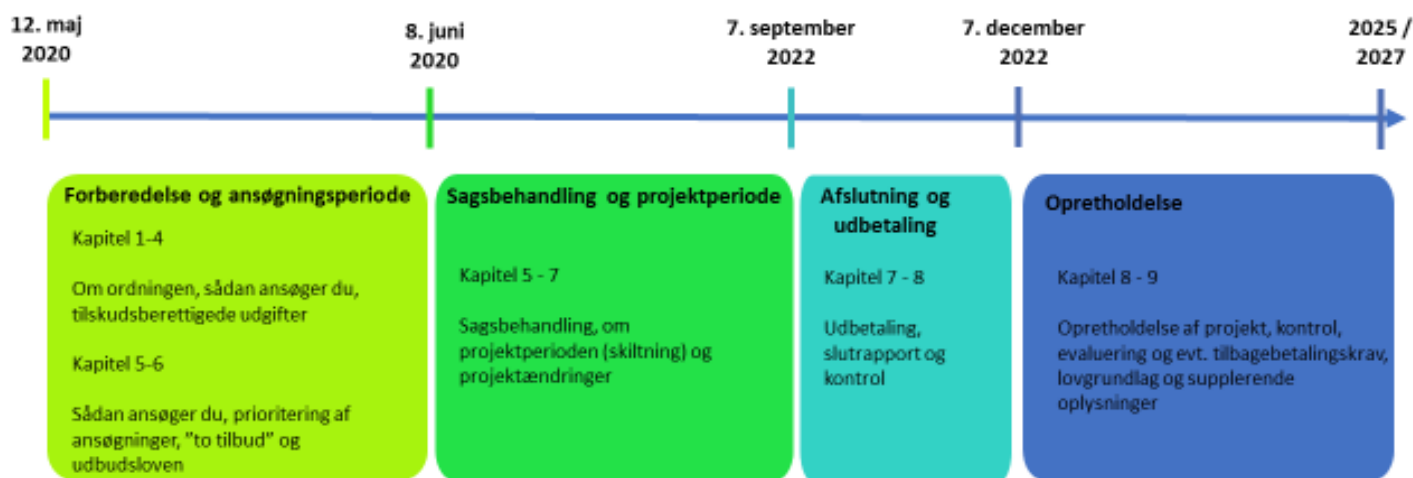 12. maj
2020
8. juni
2020
7. september
2022
7. december
2022
2025 /
2027
Forberedelse og ansøgningsperiode
Kapitel 1-4
Om ordningen, sådan ansøger du,
tilskudsberettigede udgifter
Kapitel 5-6
Sådan ansøger du, prioritering af
ansøgninger, "to tilbud" og
udbudsloven
Sagsbehandling og projektperiode
Kapitel 5 - 7
Sagsbehandling, om
projektperioden (skiltning) og
projektændringer
Afslutning og
udbetaling
Kapitel 7 - 8
Udbetaling,
slutrapport og
kontrol
Opretholdelse
Kapitel 8 - 9
Opretholdelse af projekt, kontrol,
evaluering og evt. tilbagebetalingskrav,
lovgrundlag og supplerende
oplysninger